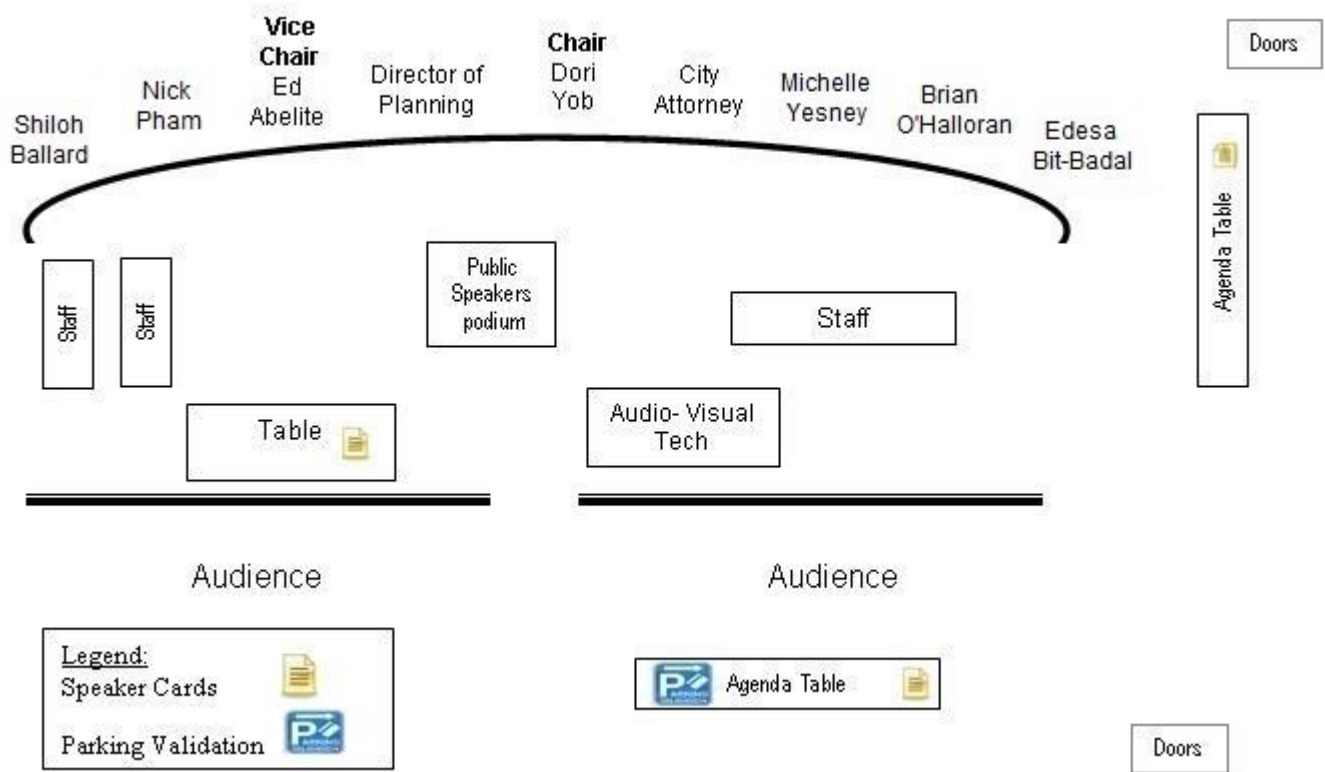 Shiloh
Ballard
Nick
Pham
Vice
Chair
Ed
Abelite
Director of
Planning
Chair
Dori
Yob
City
Attorney
Michelle
Yesney
Brian
O'Halloran
Edesa
Bit-Badal
Doors
Agenda Table
Staff
Staff
Public
Speakers
podium
Staff
Table
Audio- Visual
Tech
Audience
Audience
Legend:
Speaker Cards
Parking Validation
P
Agenda Table
P
Doors